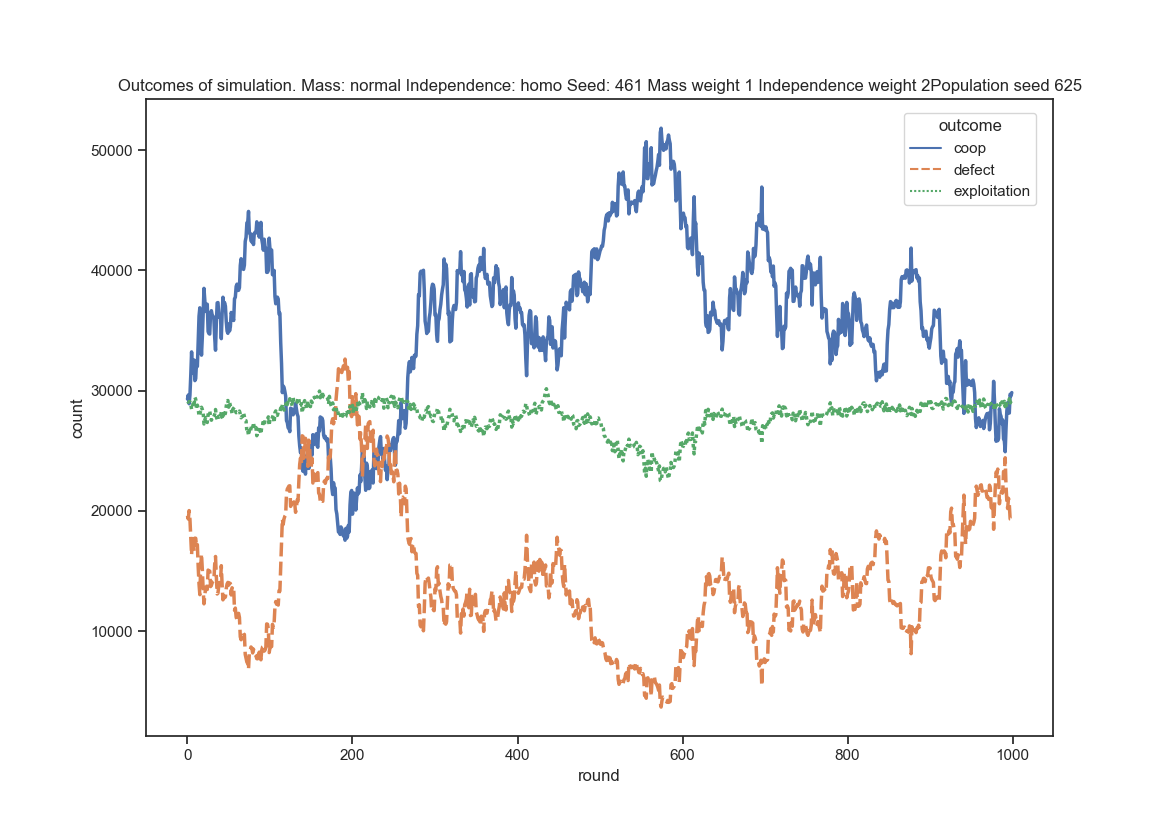 Outcomes of simulation. Mass: normal Independence: homo Seed: 461 Mass weight 1 Independence weight 2Population seed 625
outcome
coop
defect
exploitation
50000
40000
30000
20000
10000
count
0 200 400 600 800 1000
round